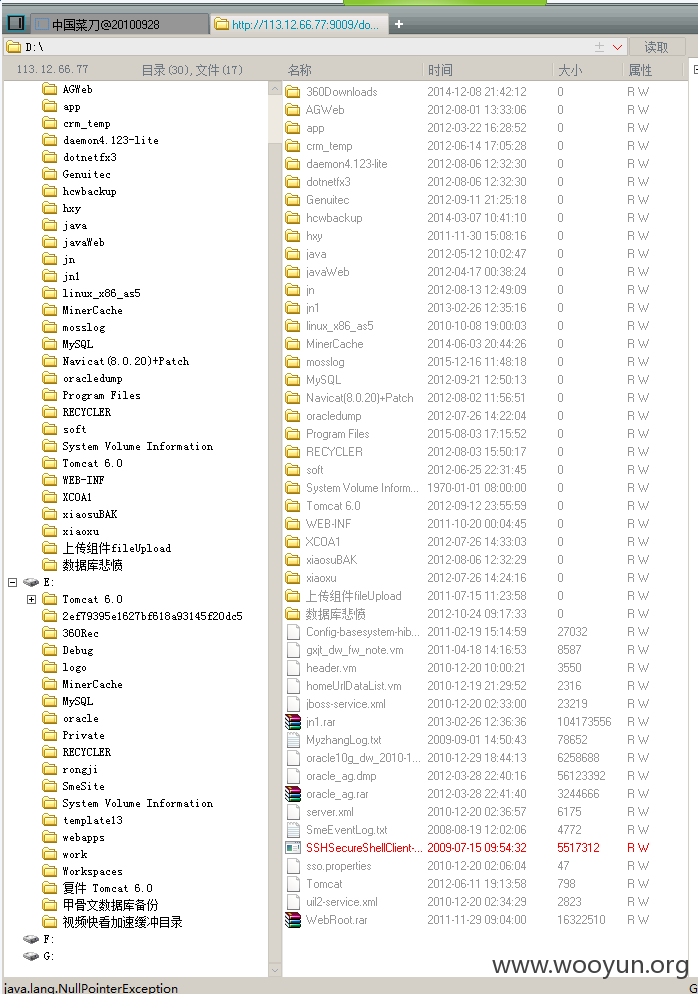 中国菜刀@20100928 http://113.12.66.77:9009/do... +
D:\ 读取
113.12.66.77 目录(30),文件(17) 名称 时间 大小 属性
AGWeb
app
crm_temp
daemon4.123-lite
dotnetfx3
Genuitec
hcwbackup
hxy
java
javaWeb
jn
jn1
linux_x86_as5
MinerCache
mosslog
MySQL
Navicat(8.0.20)+Patch
oracledump
Program Files
RECYCLER
soft
System Volume Information
Tomcat 6.0
WEB-INF
XCOA1
xiaosuBAK
xiaoxu
上传组件fileUpload
数据库悲愤
E:
Tomcat 6.0
2ef79395e1627bf618a93145f20dc5
360Rec
Debug
logo
MinerCache
MySQL
oracle
Private
RECYCLER
rongji
SmeSite
System Volume Information
template13
webapps
work
Workspaces
复件 Tomcat 6.0
甲骨文数据库备份
视频快看加速缓冲目录
F:
G:
360Downloads 2014-12-08 21:42:12 0 R W
AGWeb 2012-08-01 13:33:06 0 R W
app 2012-03-22 16:28:52 0 R W
crm_temp 2012-06-14 17:05:28 0 R W
daemon4.123-lite 2012-08-06 12:32:30 0 R W
dotnetfx3 2012-08-06 12:32:30 0 R W
Genuitec 2012-09-11 21:25:18 0 R W
hcwbackup 2014-03-07 10:41:10 0 R W
hxy 2011-11-30 15:08:16 0 R W
java 2012-05-12 10:02:47 0 R W
javaWeb 2012-04-17 00:38:24 0 R W
jn 2012-08-13 12:49:09 0 R W
jn1 2013-02-26 12:35:16 0 R W
linux_x86_as5 2010-10-08 19:00:03 0 R W
MinerCache 2014-06-03 20:44:26 0 R W
mosslog 2015-12-16 11:48:18 0 R W
MySQL 2012-09-21 12:50:13 0 R W
Navicat(8.0.20)+Patch 2012-08-02 11:56:51 0 R W
oracledump 2012-07-26 14:22:04 0 R W
Program Files 2015-08-03 17:15:52 0 R W
RECYCLER 2012-08-03 15:50:17 0 R W
soft 2012-06-25 22:31:45 0 R W
System Volume Inform... 1970-01-01 08:00:00 0 R W
Tomcat 6.0 2012-09-12 23:55:59 0 R W
WEB-INF 2011-10-20 00:04:45 0 R W
XCOA1 2012-07-26 14:33:03 0 R W
xiaosuBAK 2012-08-06 12:32:29 0 R W
xiaoxu 2012-07-26 14:24:16 0 R W
上传组件fileUpload 2011-07-15 11:23:58 0 R W
数据库悲愤 2012-10-24 09:17:33 0 R W
Config-basesystem-hib... 2011-02-19 15:14:59 27032 R W
gxjt_dw_fw_note.vm 2011-04-18 14:16:53 8587 R W
header.vm 2010-12-20 10:00:21 3550 R W
homeUrlDataList.vm 2010-12-19 21:29:52 2316 R W
jboss-service.xml 2010-12-20 02:33:00 23219 R W
jn1.rar 2013-02-26 12:36:36 104173556 R W
MyzhangLog.txt 2009-09-01 14:50:43 78652 R W
oracle10g_dw_2010-1... 2010-12-29 18:44:13 6258688 R W
oracle_ag.dmp 2012-03-28 22:40:16 56123392 R W
oracle_ag.rar 2012-03-28 22:41:40 3244666 R W
server.xml 2010-12-20 02:36:57 6175 R W
SmeEventLog.txt 2008-08-19 12:02:06 4772 R W
SSHSecureShellClient-... 2009-07-15 09:54:32 5517312 R W
sso.properties 2010-12-20 02:06:04 47 R W
Tomcat 2012-06-11 19:13:58 798 R W
uil2-service.xml 2010-12-20 02:34:29 2823 R W
WebRoot.rar 2011-11-29 09:04:00 16322510 R W
www.wooyun.org
java.lang.NullPointerException G